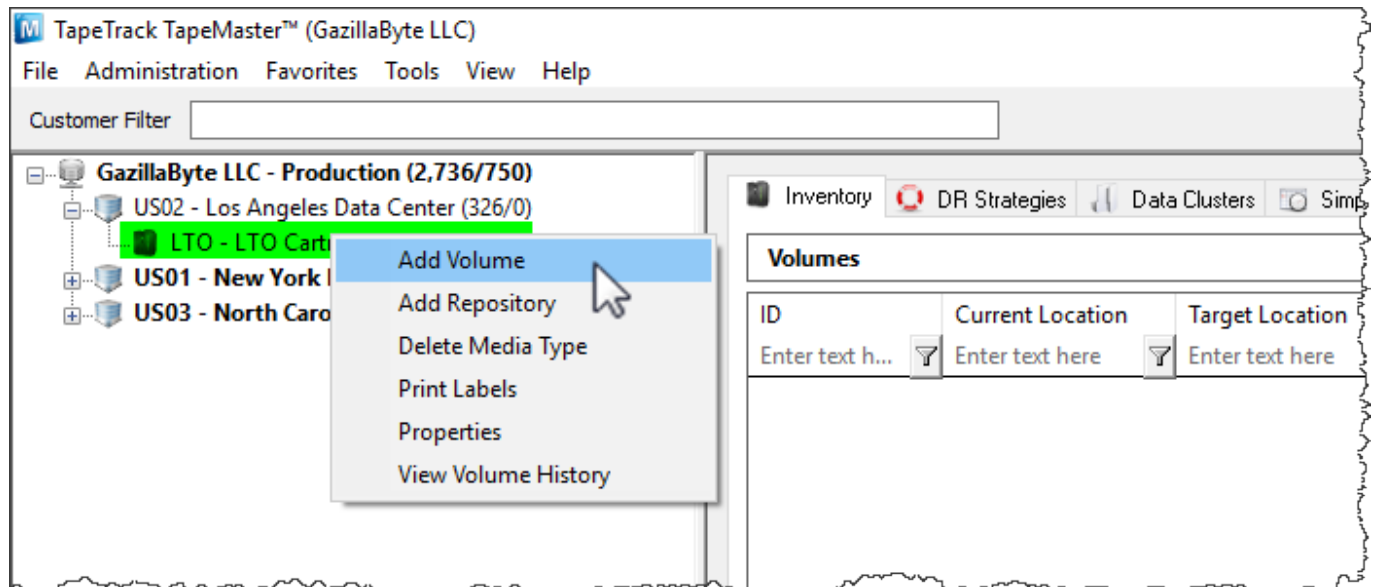 TapeTrack TapeMaster™ (GazillaByte LLC)
File Administration Favorites Tools View Help
Customer Filter
GazillaByte LLC - Production (2,736/750)
US02 - Los Angeles Data Center (326/0)
LTO - LTO
US01 - New York
US03 - North
Add Volume
Add Repository
Delete Media Type
Print Labels
Properties
View Volume History
Inventory DR Strategies Data Clusters
Volumes
ID Current Location Target Location
Enter text h... Enter text here Enter text here